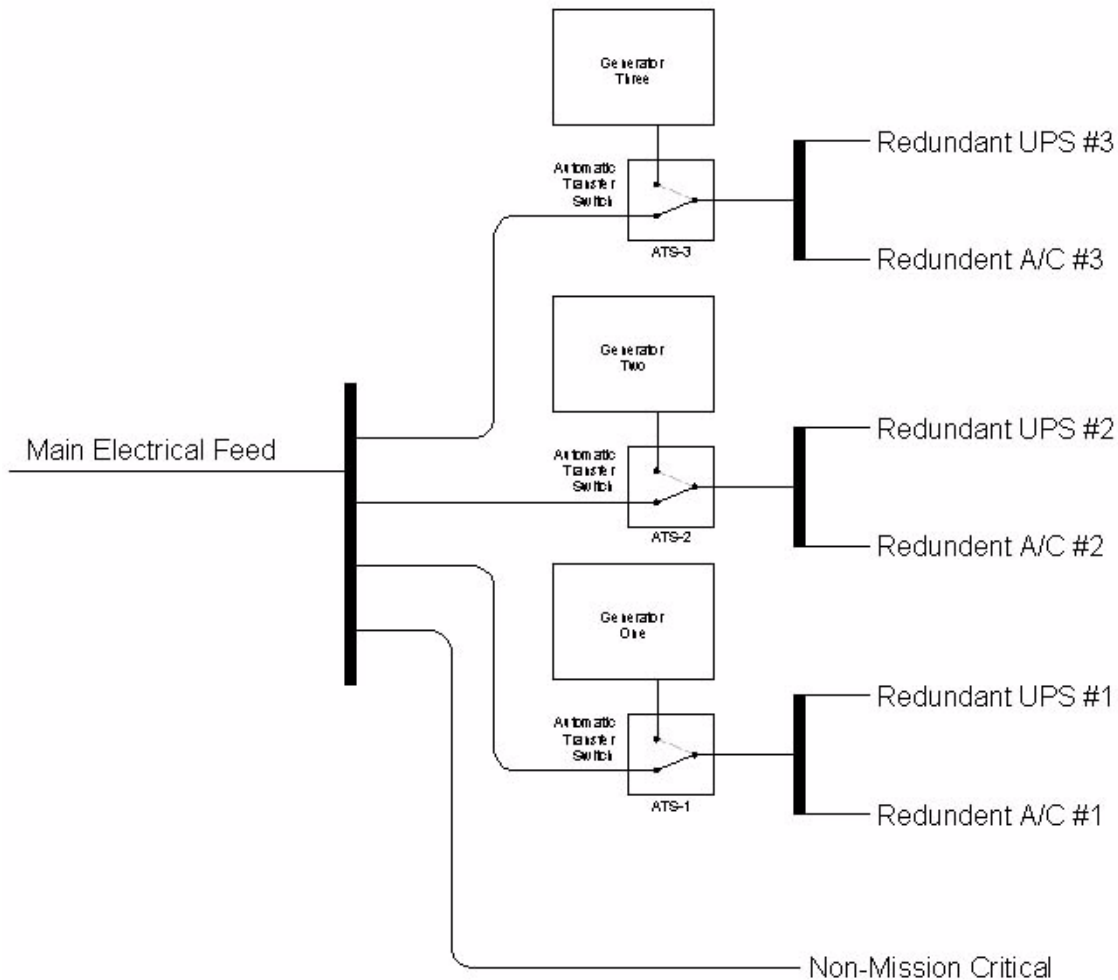 Generator
Three
Redundant UPS #3
Automatic
Transfer
Switch
ATS-3
Redundent A/C #3
Generator
Two
Main Electrical Feed
Redundant UPS #2
Automatic
Transfer
Switch
ATS-2
Redundent A/C #2
Generator
One
Redundant UPS #1
Automatic
Transfer
Switch
ATS-1
Redundent A/C #1
Non-Mission Critical